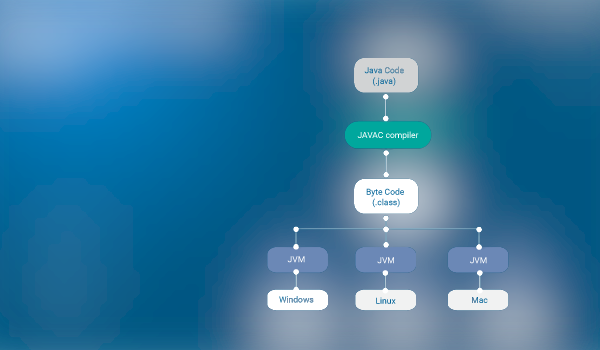 Java Code
(.java)
JAVAC compiler
Byte Code
(.class)
JVM
JVM
JVM
Windows
Linux
Mac